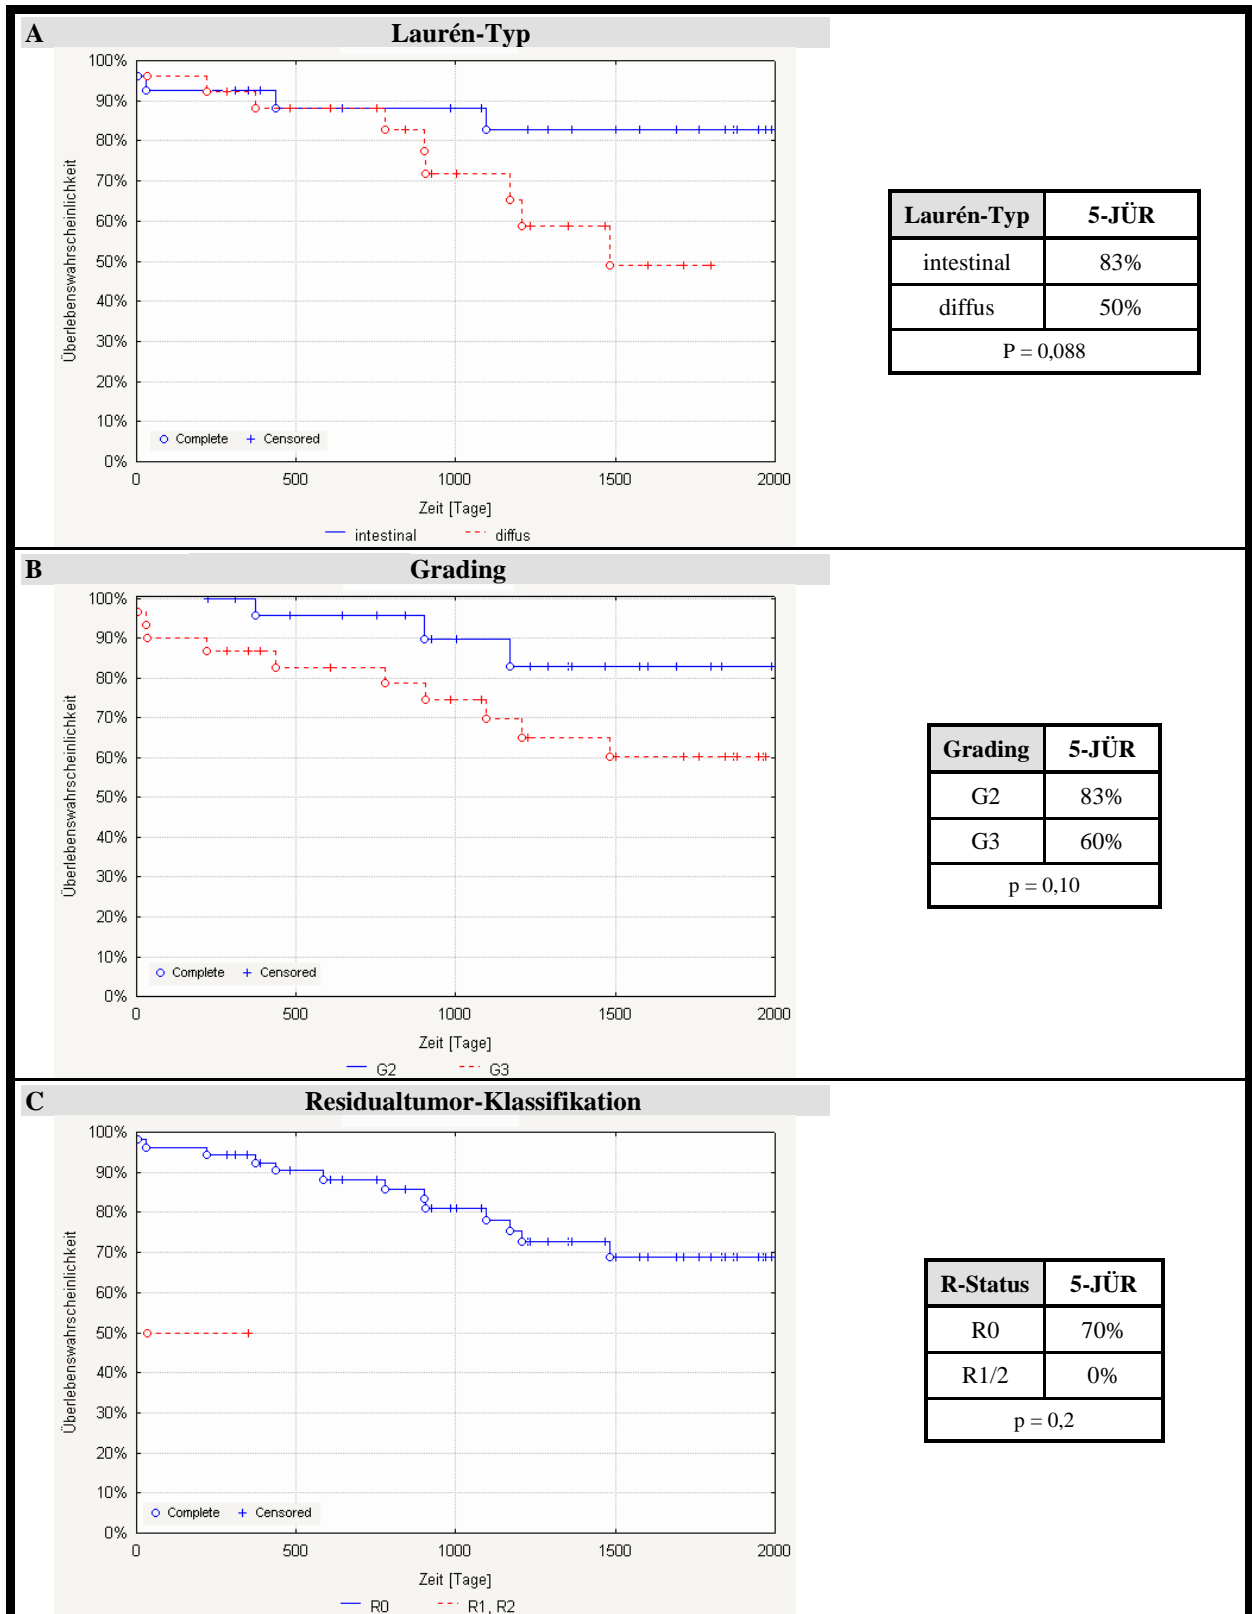 A Laurén-Typ
100%
90%
80%
70%
60%
50%
40%
30%
20%
10%
0%
Überlebenswahrscheinlichkeit
Complete Censored
0 500 1000 1500 2000
Zeit [Tage]
intestinal diffus
Laurén-Typ 5-JÜR
intestinal 83%
diffus 50%
P = 0,088
B Grading
100%
90%
80%
70%
60%
50%
40%
30%
20%
10%
0%
Überlebenswahrscheinlichkeit
Complete Censored
0 500 1000 1500 2000
Zeit [Tage]
G2 G3
Grading 5-JÜR
G2 83%
G3 60%
p = 0,10
C Residualtumor-Klassifikation
100%
90%
80%
70%
60%
50%
40%
30%
20%
10%
0%
Überlebenswahrscheinlichkeit
Complete Censored
0 500 1000 1500 2000
Zeit [Tage]
R0 R1, R2
R-Status 5-JÜR
R0 70%
R1/2 0%
p = 0,2